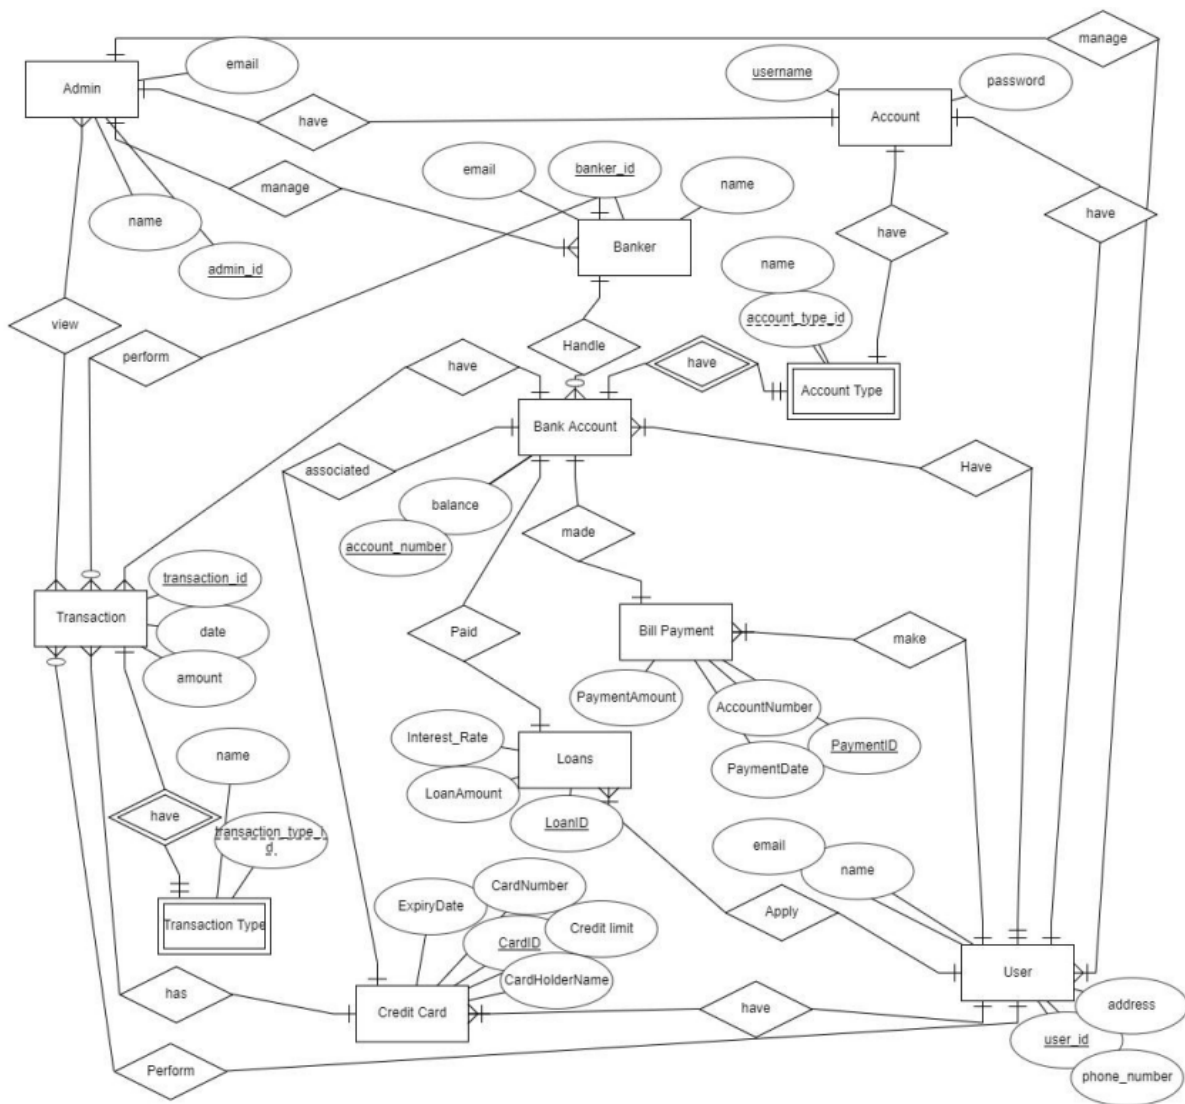 manage
email
Admin
username
password
Account
have
email
banker_id
name
manage
name
have
Banker
have
admin_id
name
account_type_id
view
perform
have
Handle
have
Account Type
Bank Account
associated
Have
balance
account_number
made
transaction_id
Transaction
date
Paid
Bill Payment
make
amount
PaymentAmount
AccountNumber
PaymentID
PaymentDate
Interest_Rate
Loans
LoanAmount
LoanID
name
have
transaction_type_i
d
email
name
CardNumber
ExpiryDate
Credit limit
CardID
Apply
Transaction Type
CardHolderName
User
has
Credit Card
have
address
user_id
Perform
phone_number